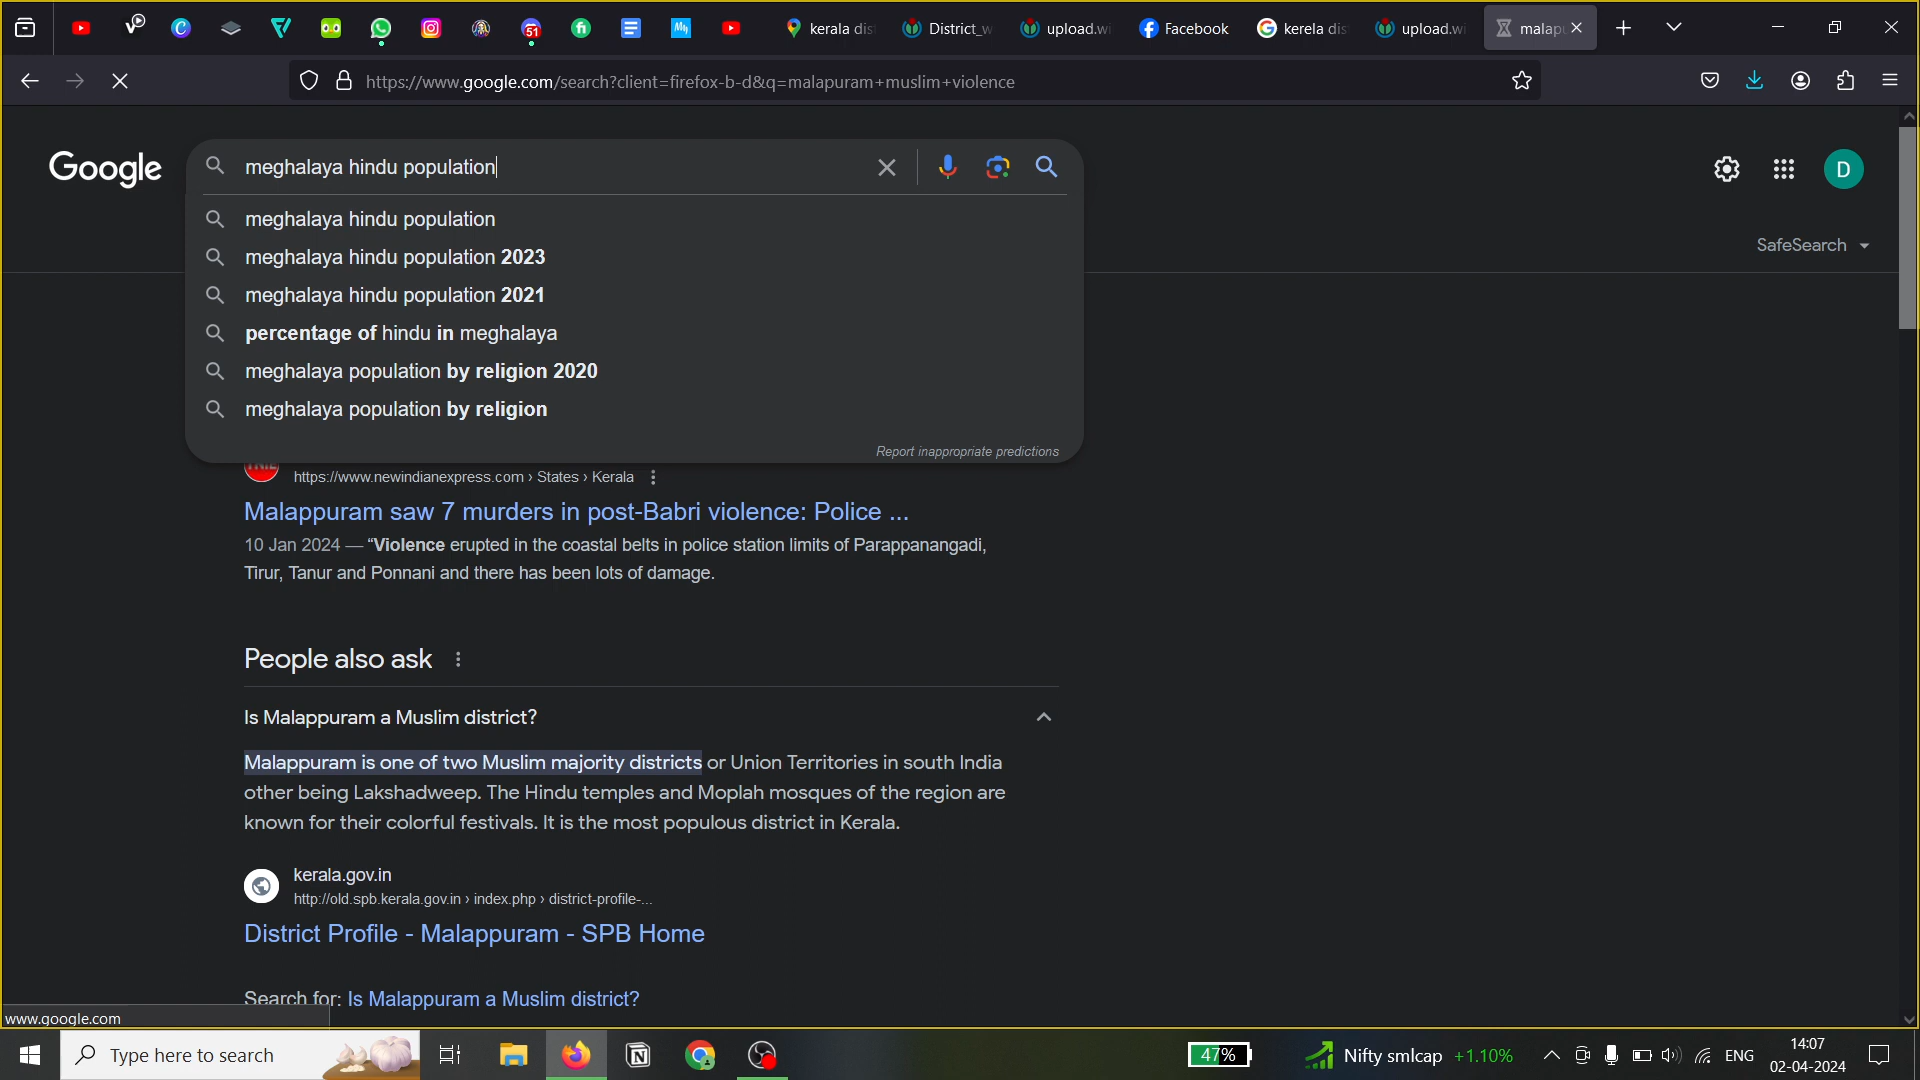 51
kerala dis
District_w
upload.wi
Facebook
kerela dis
upload.wi
malapu
https://www.google.com/search?client=firefox-b-d&q=malapuram+muslim+violence
Google
meghalaya hindu population
D
meghalaya hindu population
meghalaya hindu population 2023
meghalaya hindu population 2021
percentage of hindu in meghalaya
meghalaya population by religion 2020
meghalaya population by religion
SafeSearch
Report inappropriate predictions
https://www.newindianexpress.com › States › Kerala
Malappuram saw 7 murders in post-Babri violence: Police ...
10 Jan 2024 — “Violence erupted in the coastal belts in police station limits of Parappanangadi,
Tirur, Tanur and Ponnani and there has been lots of damage.
People also ask
Is Malappuram a Muslim district?
Malappuram is one of two Muslim majority districts or Union Territories in south India
other being Lakshadweep. The Hindu temples and Moplah mosques of the region are
known for their colorful festivals. It is the most populous district in Kerala.
kerala.gov.in
http://old.spb.kerala.gov.in › index.php › district-profile-...
District Profile - Malappuram - SPB Home
Search for: Is Malappuram a Muslim district?
www.google.com
Type here to search
47%
Nifty smlcap +1.10%
ENG
14:07
02-04-2024